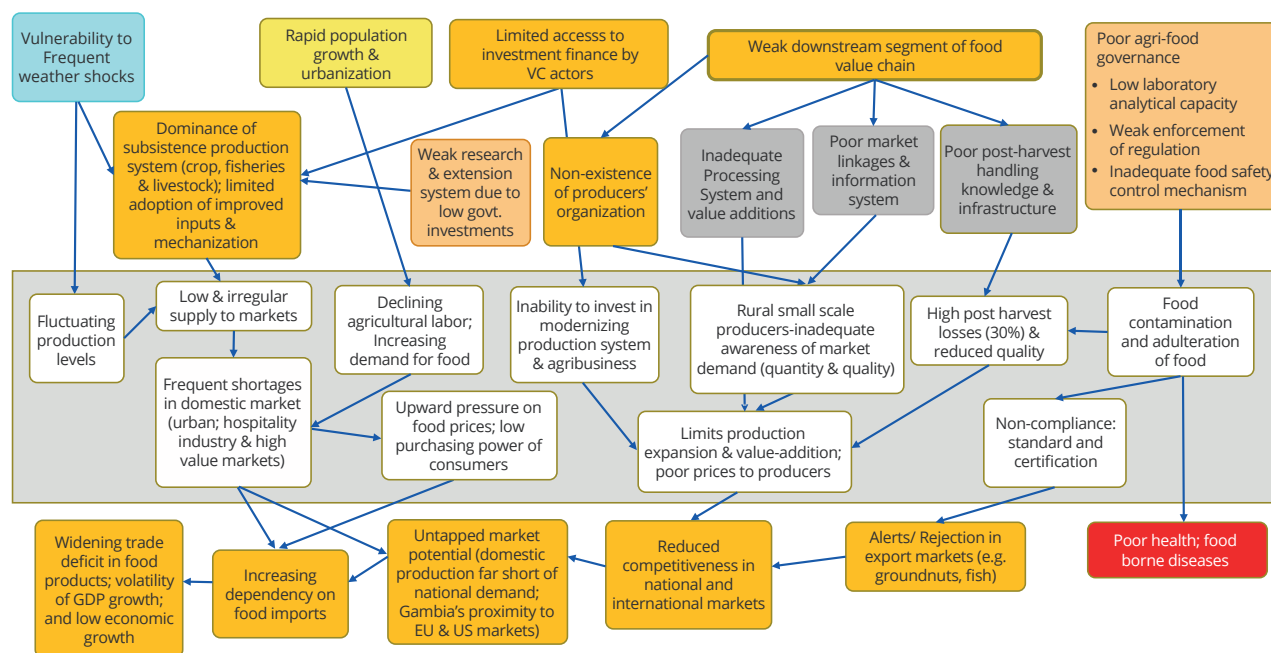 Vulnerability to
Frequent
weather shocks
Rapid population
growth &
urbanization
Limited accesss to
investment finance by
VC actors
Weak downstream segment of food
value chain
Poor agri-food
governance
• Low laboratory
analytical capacity
• Weak enforcement
of regulation
• Inadequate food safety
control mechanism
Dominance of
subsistence production
system (crop, fisheries
& livestock); limited
adoption of improved
inputs &
mechanization
Weak research
& extension
system due to
low govt.
investments
Non-existence
of producers’
organization
Inadequate
Processing
System and
value additions
Poor market
linkages &
information
system
Poor post-harvest
handling
knowledge &
infrastructure
Fluctuating
production
levels
Low & irregular
supply to markets
Declining
agricultural labor;
Increasing
demand for food
Inability to invest in
modernizing
production system
& agribusiness
Rural small scale
producers-inadequate
awareness of market
demand (quantity & quality)
High post harvest
losses (30%) &
reduced quality
Food
contamination
and adulteration
of food
Frequent shortages
in domestic market
(urban; hospitality
industry & high
value markets)
Upward pressure on
food prices; low
purchasing power of
consumers
Limits production
expansion & value-addition;
poor prices to producers
Non-compliance:
standard and
certification
Widening trade
deficit in food
products; volatility
of GDP growth;
and low economic
growth
Increasing
dependency on
food imports
Untapped market
potential (domestic
production far short of
national demand;
Gambia’s proximity to
EU & US markets)
Reduced
competitiveness in
national and
international markets
Alerts/ Rejection in
export markets (e.g.
groundnuts, fish)
Poor health; food
borne diseases